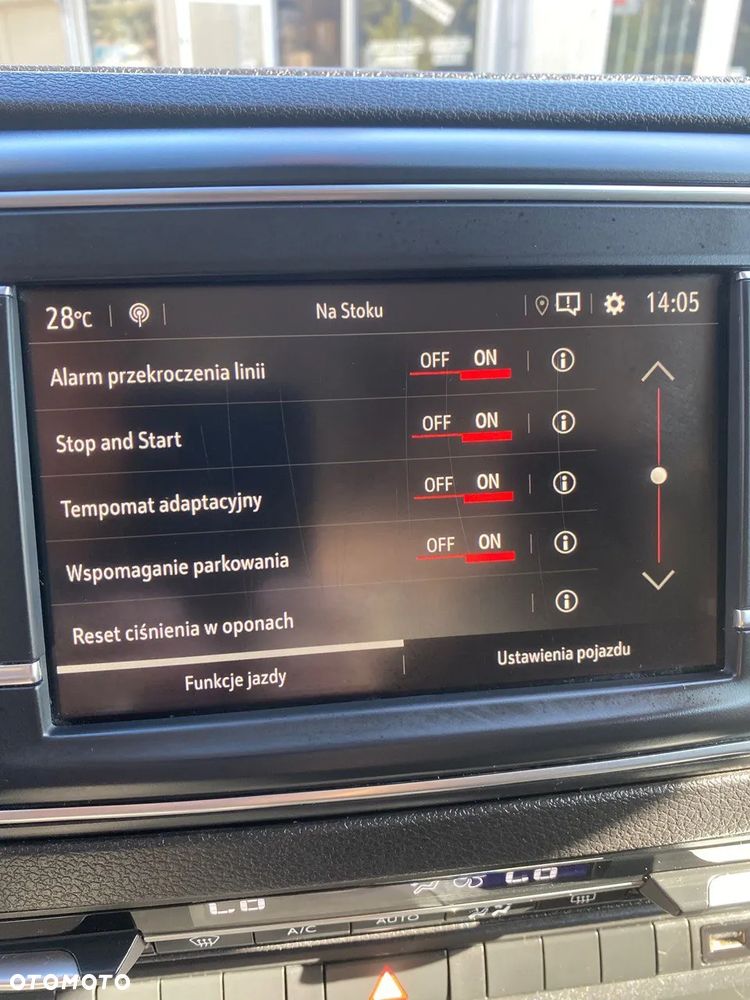 28°C
Na Stoku
14:05
Alarm przekroczenia linii OFF ON
Stop and Start OFF ON
Tempomat adaptacyjny OFF ON
Wspomaganie parkowania OFF ON
Reset ciśnienia w oponach
Funkcje jazdy
Ustawienia pojazdu
LO
LO
A/C
AUTO
OTOMOTO